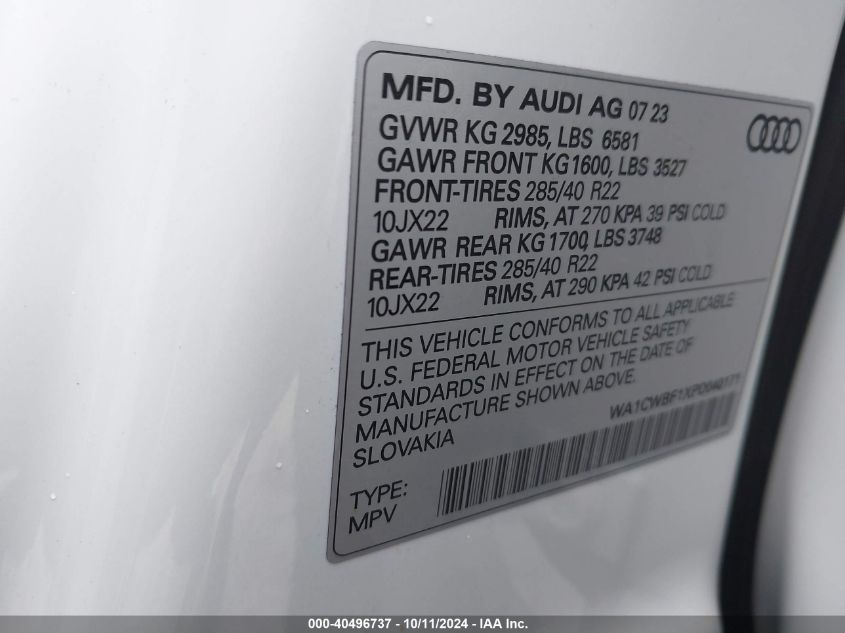 MFD. BY AUDI AG 07 23
GVWR KG 2985, LBS 6581
GAWR FRONT KG 1600, LBS 3527
FRONT-TIRES 285/40 R22
10JX22 RIMS, AT 270 KPA 39 PSI COLD
GAWR REAR KG 1700, LBS 3748
REAR-TIRES 285/40 R22
10JX22 RIMS, AT 290 KPA 42 PSI COLD
THIS VEHICLE CONFORMS TO ALL APPLICABLE
U.S. FEDERAL MOTOR VEHICLE SAFETY
STANDARDS IN EFFECT ON THE DATE OF
MANUFACTURE SHOWN ABOVE.
SLOVAKIA
WA1CWBF1XPD040171
TYPE:
MPV
000-40496737 - 10/11/2024 - IAA Inc.